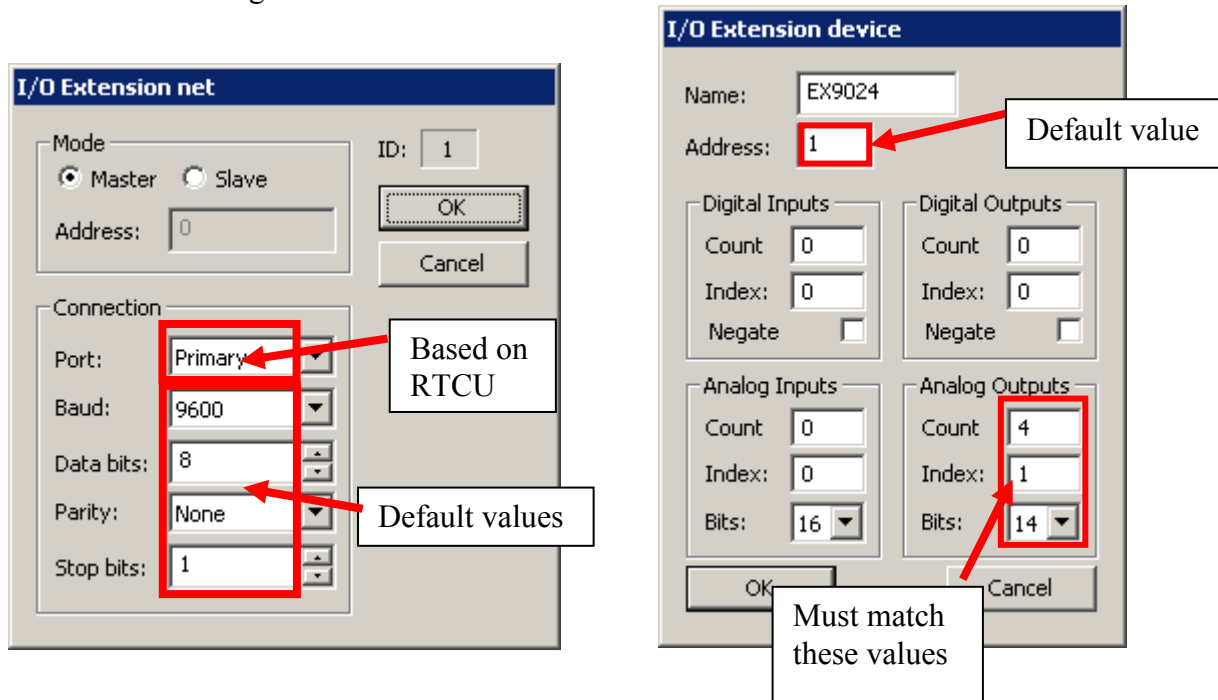 I/O Extension net
Mode
Master Slave
Address: 0
ID: 1
OK
Cancel
Connection
Port: Primary
Baud: 9600
Data bits: 8
Parity: None
Stop bits: 1
Based on
RTCU
Default values
I/O Extension device
Name: EX9024
Address: 1
Default value
Digital Inputs
Count 0
Index: 0
Negate
Digital Outputs
Count 0
Index: 0
Negate
Analog Inputs
Count 0
Index: 0
Bits: 16
Analog Outputs
Count 4
Index: 1
Bits: 14
OK
Cancel
Must match
these values